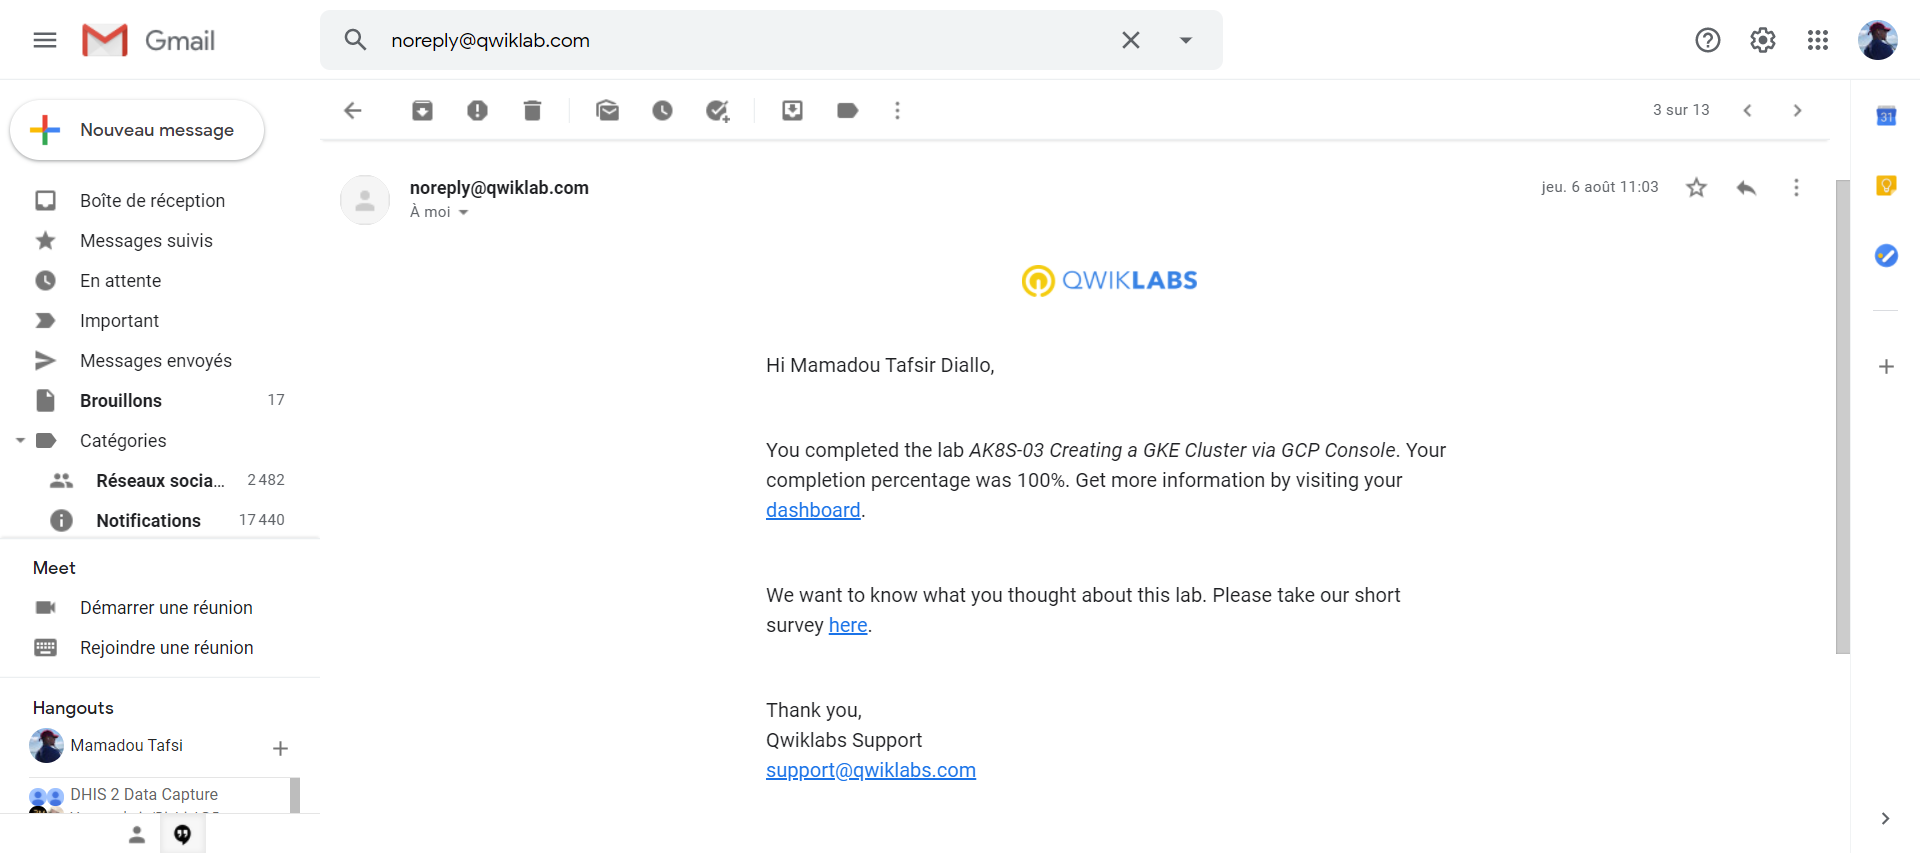 Gmail
noreply@qwiklab.com
Nouveau message
3 sur 13
31
Boîte de réception
Messages suivis
En attente
Important
Messages envoyés
Brouillons 17
Catégories
Réseaux socia... 2 482
Notifications 17 440
Meet
Démarrer une réunion
Rejoindre une réunion
Hangouts
Mamadou Tafsi
DHIS 2 Data Capture
noreply@qwiklab.com
À moi
jeu. 6 août 11:03
QWIKLABS
Hi Mamadou Tafsir Diallo,
You completed the lab AK8S-03 Creating a GKE Cluster via GCP Console. Your
completion percentage was 100%. Get more information by visiting your
dashboard.
We want to know what you thought about this lab. Please take our short
survey here.
Thank you,
Qwiklabs Support
support@qwiklabs.com